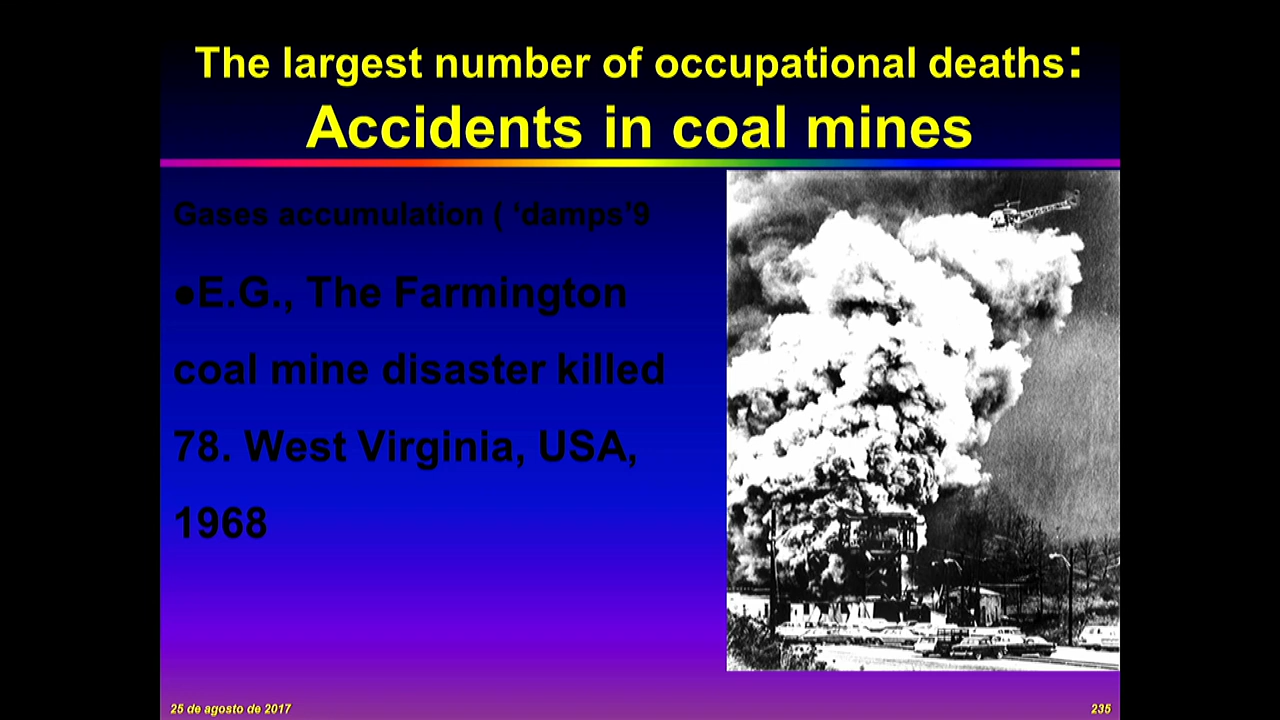 The largest number of occupational deaths:
Accidents in coal mines
Gases accumulation ( ‘damps’9
●E.G., The Farmington
coal mine disaster killed
78. West Virginia, USA,
1968
25 de agosto de 2017
235